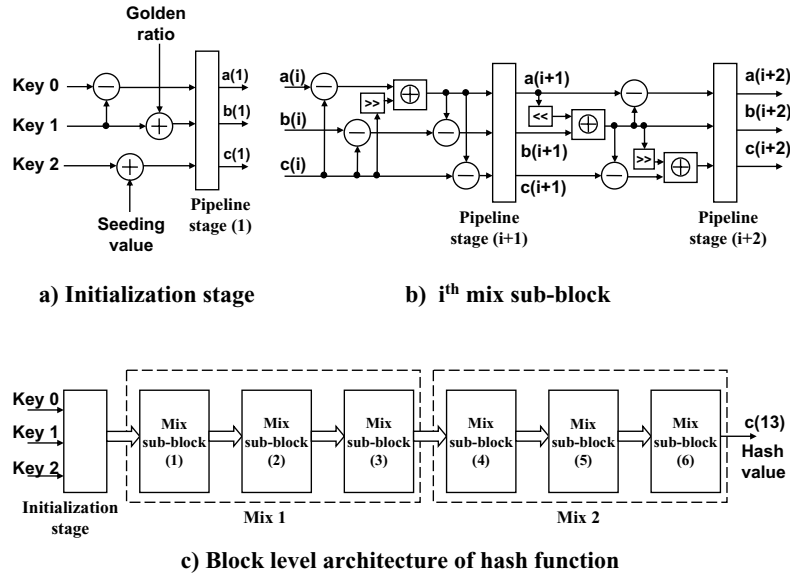 Golden
ratio
Key 0
Key 1
Key 2
−
+
+
a(1)
b(1)
c(1)
Seeding
value
Pipeline
stage (1)
a) Initialization stage
a(i)
b(i)
c(i)
−
−
>>
⊕
−
−
a(i+1)
b(i+1)
c(i+1)
Pipeline
stage (i+1)
<<
⊕
−
−
>>
⊕
a(i+2)
b(i+2)
c(i+2)
Pipeline
stage (i+2)
b) ith mix sub-block
Key 0
Key 1
Key 2
Initialization
stage
Mix
sub-block
(1)
Mix
sub-block
(2)
Mix
sub-block
(3)
Mix 1
Mix
sub-block
(4)
Mix
sub-block
(5)
Mix
sub-block
(6)
Mix 2
c(13)
Hash
value
c) Block level architecture of hash function